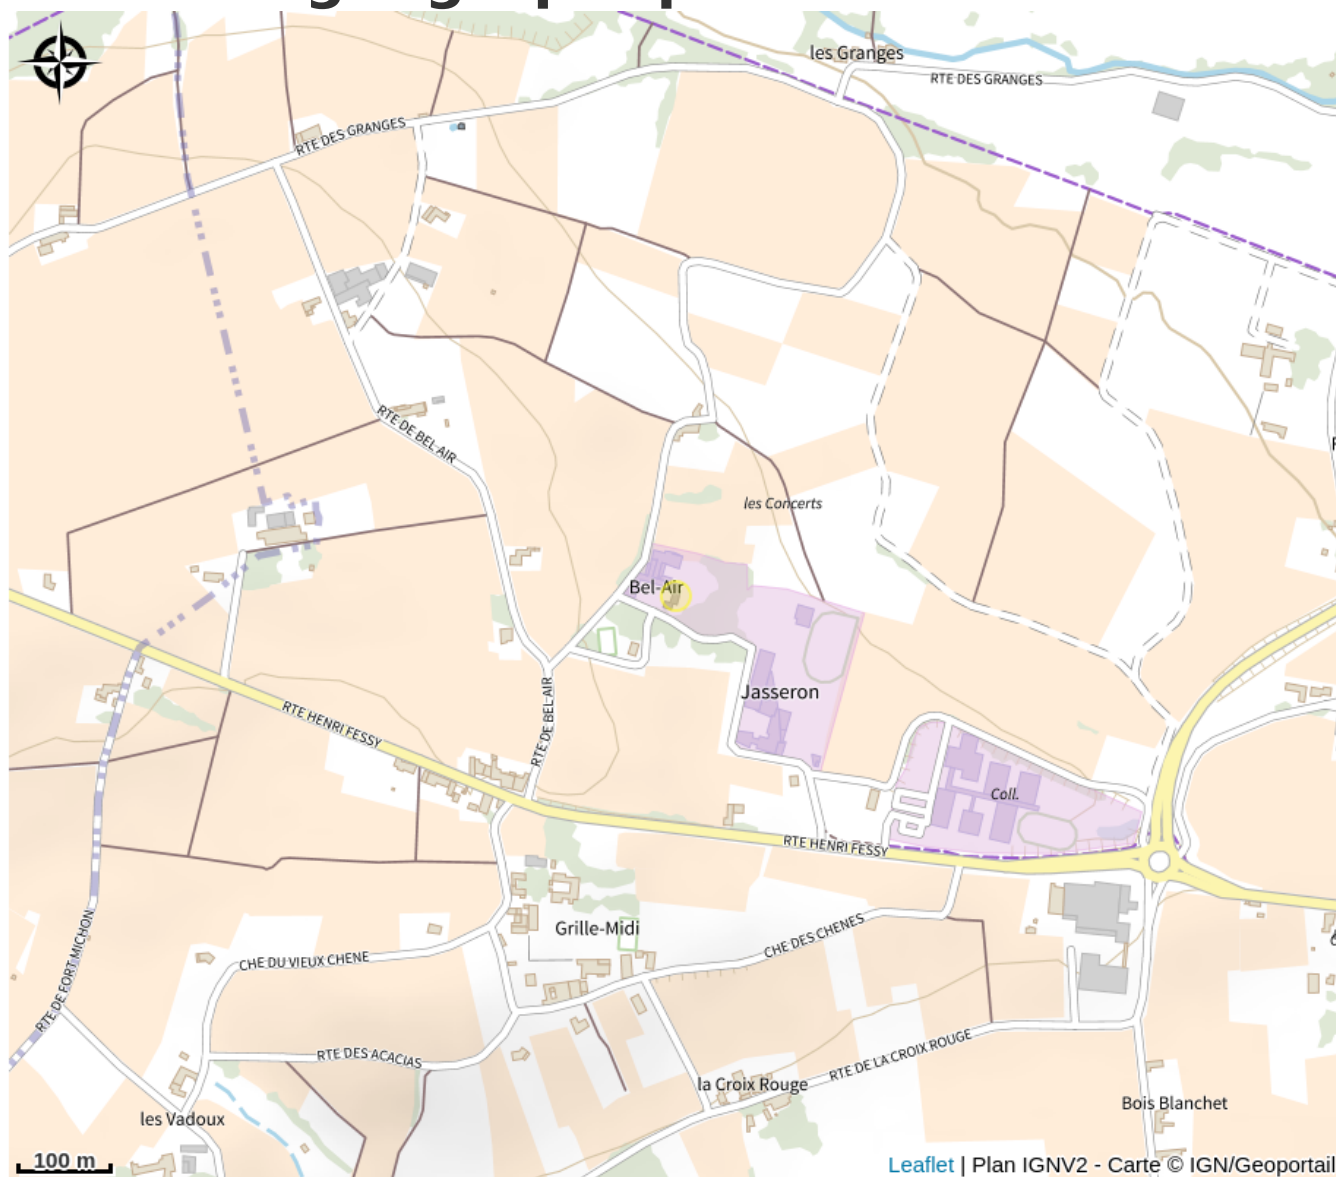 les Granges
RTE DES GRANGES
RTE DES GRANGES
RTE DE BEL AIR
les Concerts
Bel-Air
Jasseron
RTE DE BEL AIR
RTE HENRI FESSY
Coll.
RTE HENRI FESSY
Grille-Midi
CHE DES CHENES
CHE DU VIEUX CHENE
RTE DE FORT MICHON
RTE DES ACACIAS
RTE DE LA CROIX ROUGE
la Croix Rouge
Bois Blanchet
les Vadoux
100 m
Leaflet | Plan IGNV2 - Carte © IGN/Geoportail